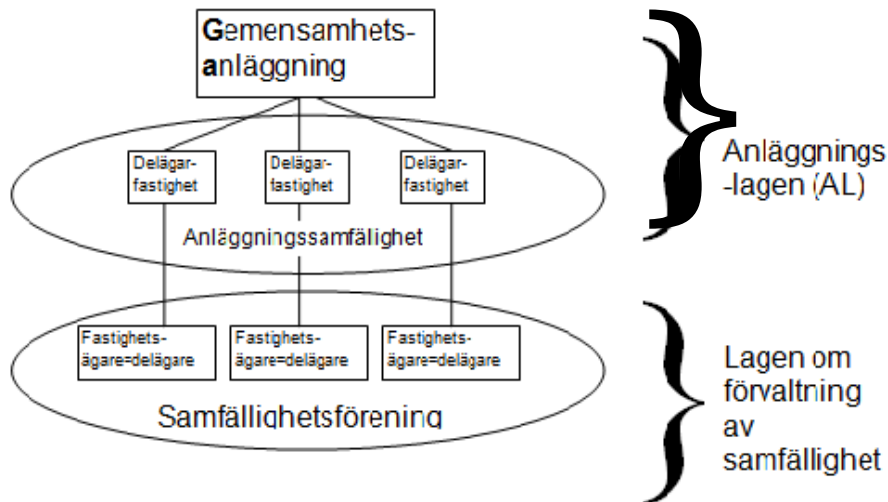 Gemensamhets-
anläggning
Delägar-
fastighet
Delägar-
fastighet
Delägar-
fastighet
Anläggningssamfälighet
Anläggnings
-lagen (AL)
Fastighets-
ägare=delägare
Fastighets-
ägare=delägare
Fastighets-
ägare=delägare
Samfällighetsförening
Lagen om
förvaltning
av
samfällighet